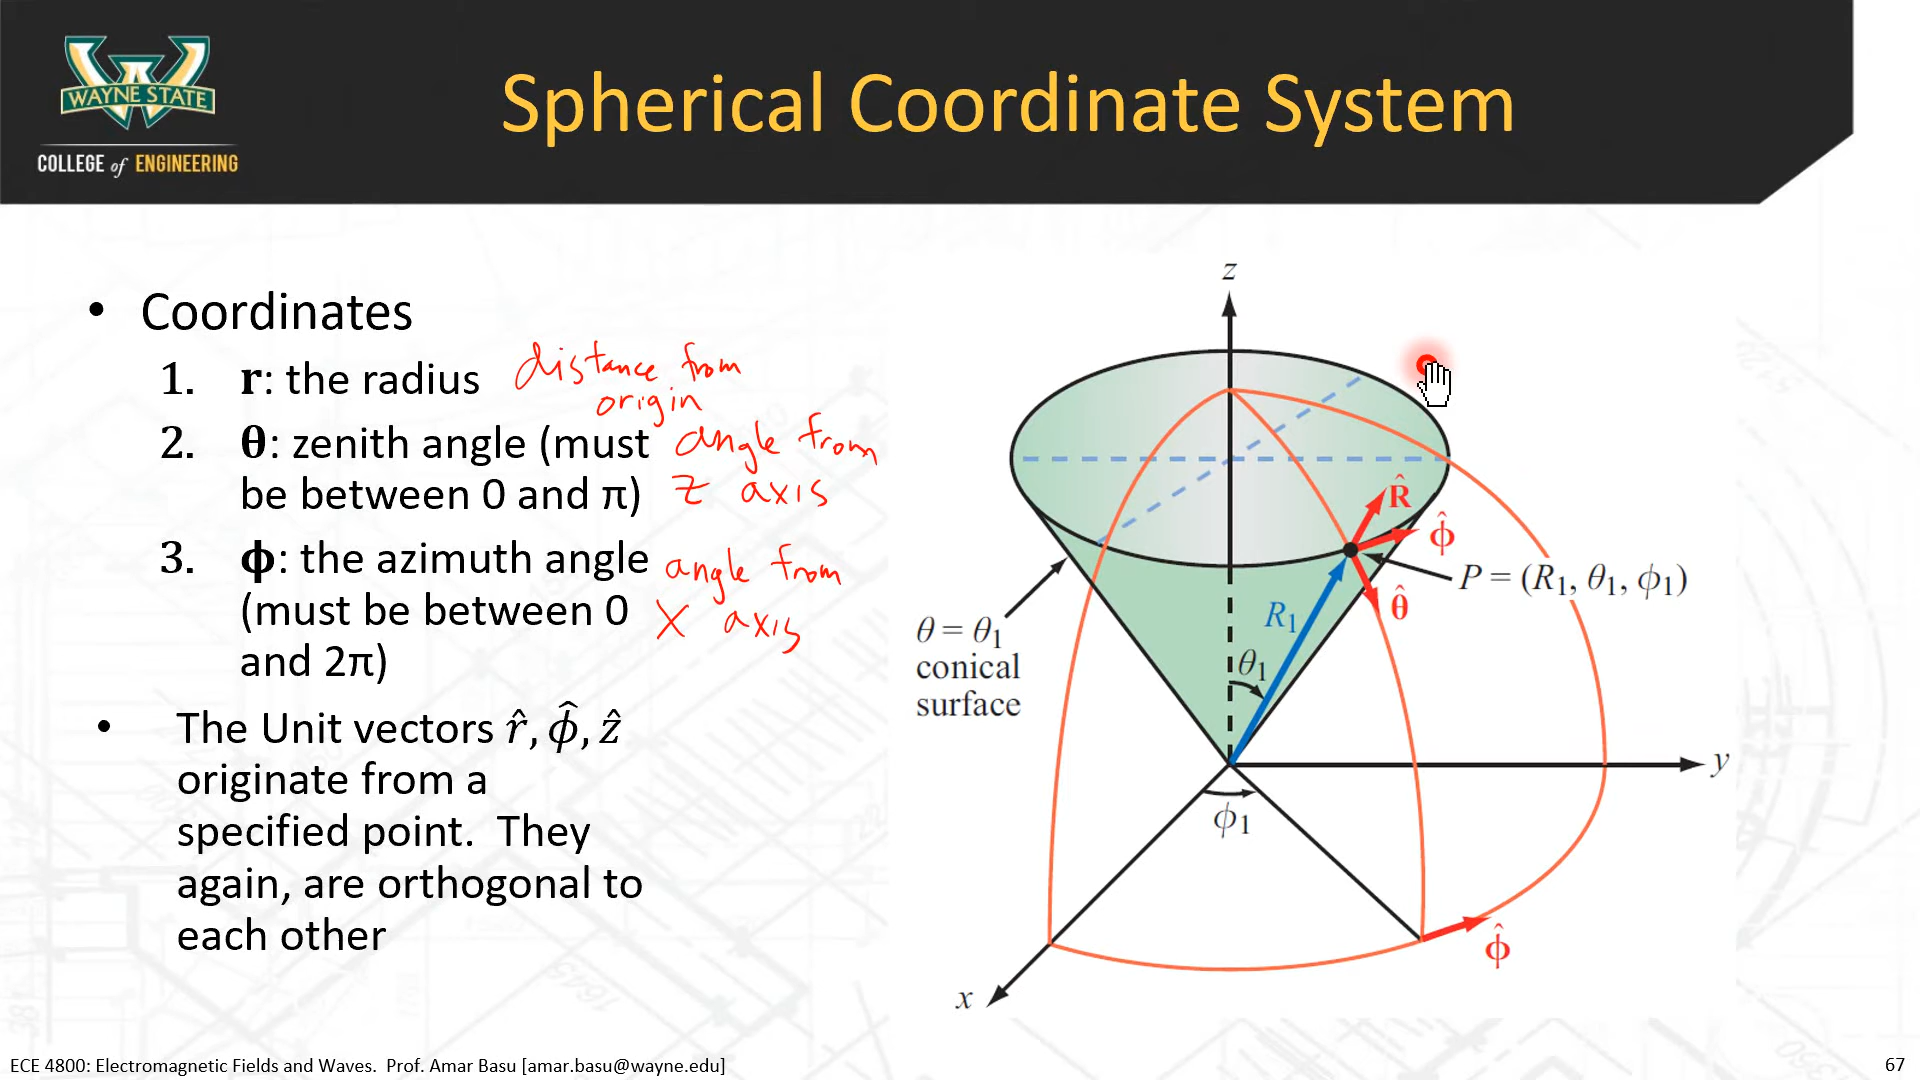 WAYNE STATE
COLLEGE of ENGINEERING
Spherical Coordinate System
• Coordinates
1. r: the radius
distance from
origin
2. θ: zenith angle (must
be between 0 and π)
angle from
z axis
3. ϕ: the azimuth angle
(must be between 0
and 2π)
angle from
X axis
• The Unit vectors r̂, ϕ̂, ẑ
originate from a
specified point. They
again, are orthogonal to
each other
z
R̂
ϕ̂
P = (R₁, θ₁, ϕ₁)
θ̂
R₁
θ = θ₁
conical
surface
θ₁
y
ϕ₁
ϕ̂
x
ECE 4800: Electromagnetic Fields and Waves. Prof. Amar Basu [amar.basu@wayne.edu]
67